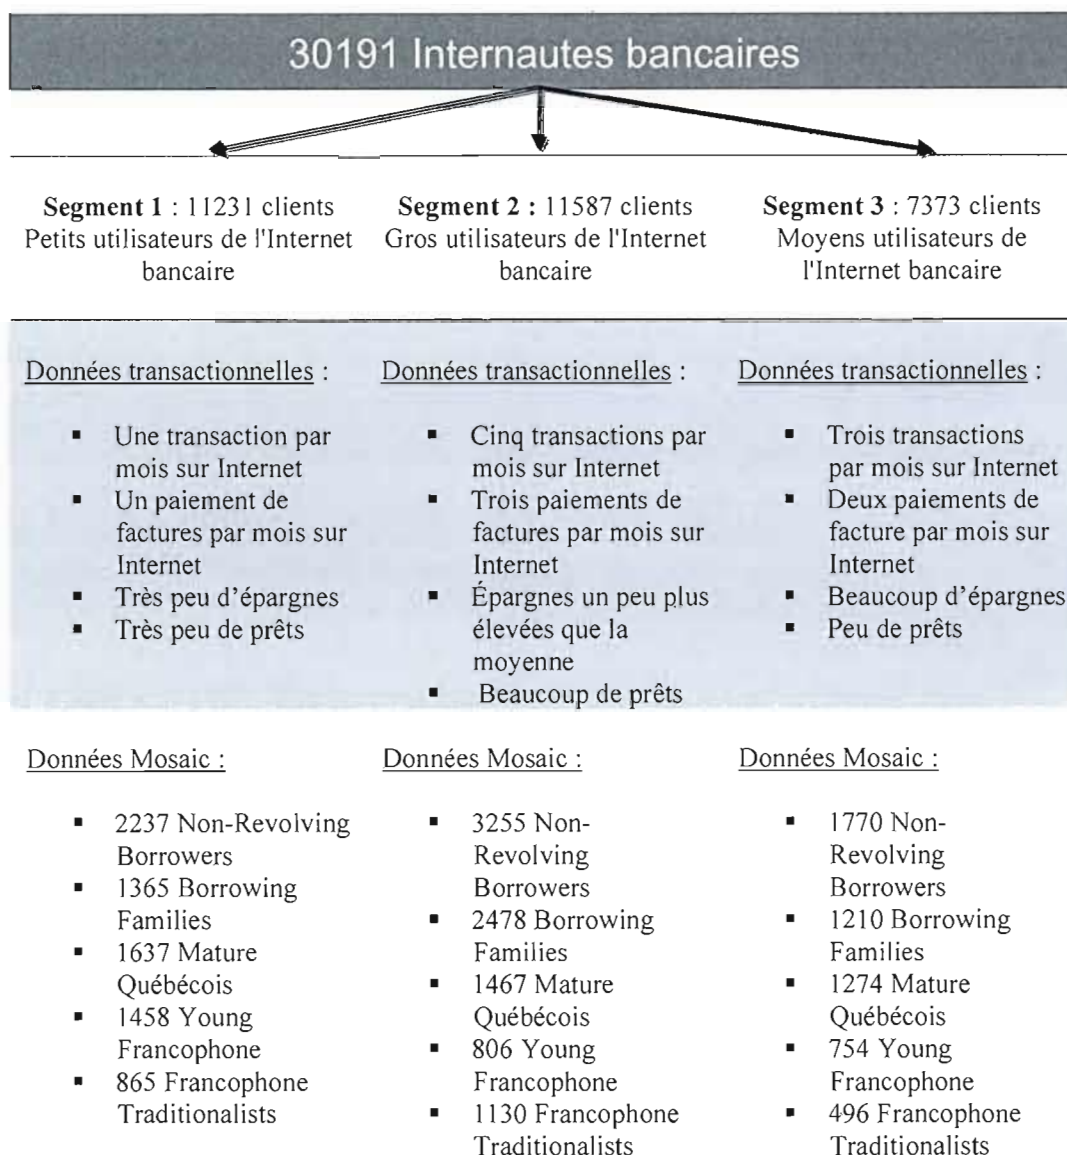 30191 Internautes bancaires
Segment 1 : 11231 clients
Petits utilisateurs de l'Internet
bancaire
Segment 2 : 11587 clients
Gros utilisateurs de l'Internet
bancaire
Segment 3 : 7373 clients
Moyens utilisateurs de
l'Internet bancaire
Données transactionnelles :
▪ Une transaction par
mois sur Internet
▪ Un paiement de
factures par mois sur
Internet
▪ Très peu d'épargnes
▪ Très peu de prêts
Données transactionnelles :
▪ Cinq transactions par
mois sur Internet
▪ Trois paiements de
factures par mois sur
Internet
▪ Épargnes un peu plus
élevées que la
moyenne
▪ Beaucoup de prêts
Données transactionnelles :
▪ Trois transactions
par mois sur Internet
▪ Deux paiements de
facture par mois sur
Internet
▪ Beaucoup d'épargnes
▪ Peu de prêts
Données Mosaic :
▪ 2237 Non-Revolving
Borrowers
▪ 1365 Borrowing
Families
▪ 1637 Mature
Québécois
▪ 1458 Young
Francophone
▪ 865 Francophone
Traditionalists
Données Mosaic :
▪ 3255 Non-
Revolving
Borrowers
▪ 2478 Borrowing
Families
▪ 1467 Mature
Québécois
▪ 806 Young
Francophone
▪ 1130 Francophone
Traditionalists
Données Mosaic :
▪ 1770 Non-
Revolving
Borrowers
▪ 1210 Borrowing
Families
▪ 1274 Mature
Québécois
▪ 754 Young
Francophone
▪ 496 Francophone
Traditionalists